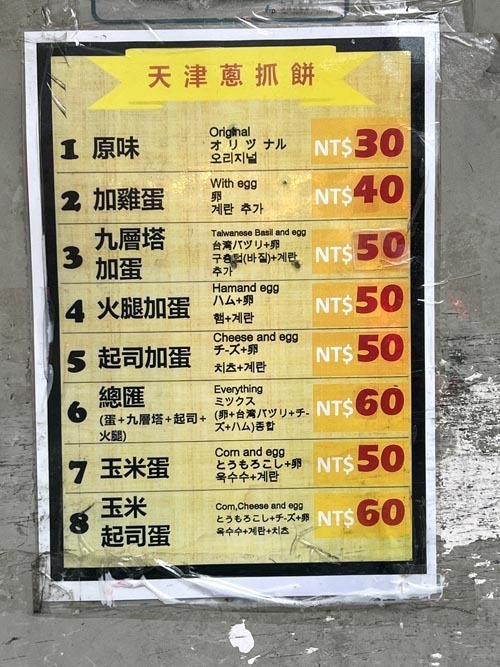 天津蔥抓餅
1 原味
Original
オリヅナル
오리지널
NT$30
2 加雞蛋
With egg
卵
계란 추가
NT$40
3 九層塔
加蛋
Taiwanese Basil and egg
台湾バヅリ+卵
구층텁(바질)+계란
추가
NT$50
4 火腿加蛋
Hamand egg
ハム+卵
햄+계란
NT$50
5 起司加蛋
Cheese and egg
チーズ+卵
치츠+계란
NT$50
6 總匯
(蛋+九層塔+起司+
火腿)
Everything
ミツクス
(卵+台湾バヅリ+チー
ズ+ハム)종합
NT$60
7 玉米蛋
Corn and egg
とうもろこし+卵
옥수수+계란
NT$50
8 玉米
起司蛋
Corn,Cheese and egg
とうもろこし+チーズ+卵
옥수수+계란+치츠
NT$60